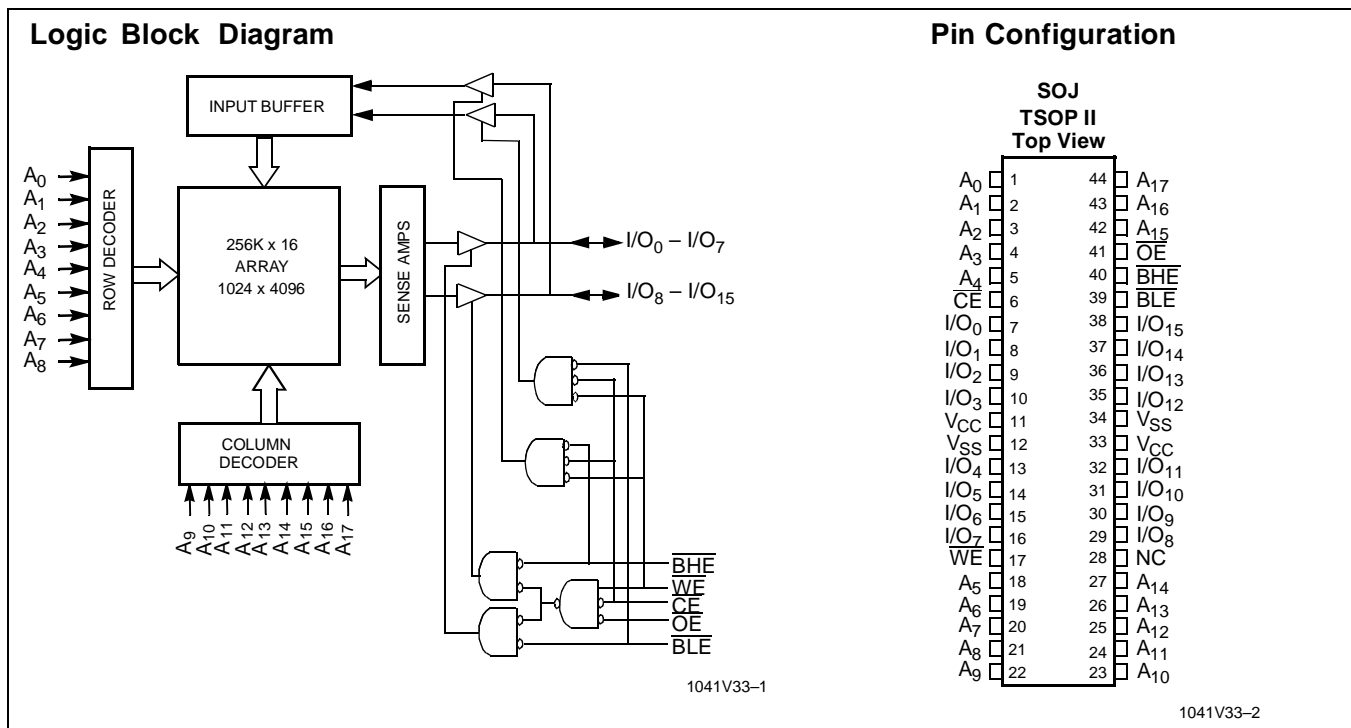 Logic Block Diagram
INPUT BUFFER
A0
A1
A2
A3
A4
A5
A6
A7
A8
ROW DECODER
256K x 16
ARRAY
1024 x 4096
SENSE AMPS
I/O0 – I/O7
I/O8 – I/O15
COLUMN
DECODER
A9 A10 A11 A12 A13 A14 A15 A16 A17
BHE
WE
CE
OE
BLE
1041V33–1
Pin Configuration
SOJ
TSOP II
Top View
A0 1 44 A17
A1 2 43 A16
A2 3 42 A15
A3 4 41 OE
A4 5 40 BHE
CE 6 39 BLE
I/O0 7 38 I/O15
I/O1 8 37 I/O14
I/O2 9 36 I/O13
I/O3 10 35 I/O12
VCC 11 34 VSS
VSS 12 33 VCC
I/O4 13 32 I/O11
I/O5 14 31 I/O10
I/O6 15 30 I/O9
I/O7 16 29 I/O8
WE 17 28 NC
A5 18 27 A14
A6 19 26 A13
A7 20 25 A12
A8 21 24 A11
A9 22 23 A10
1041V33–2